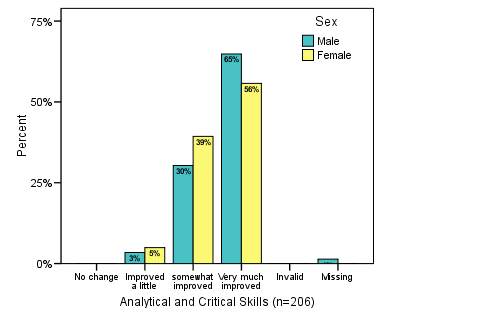 Sex
Male
Female
75%
50%
25%
0%
Percent
3%
5%
30%
39%
65%
56%
No change
Improved a little
somewhat improved
Very much improved
Invalid
Missing
Analytical and Critical Skills (n=206)